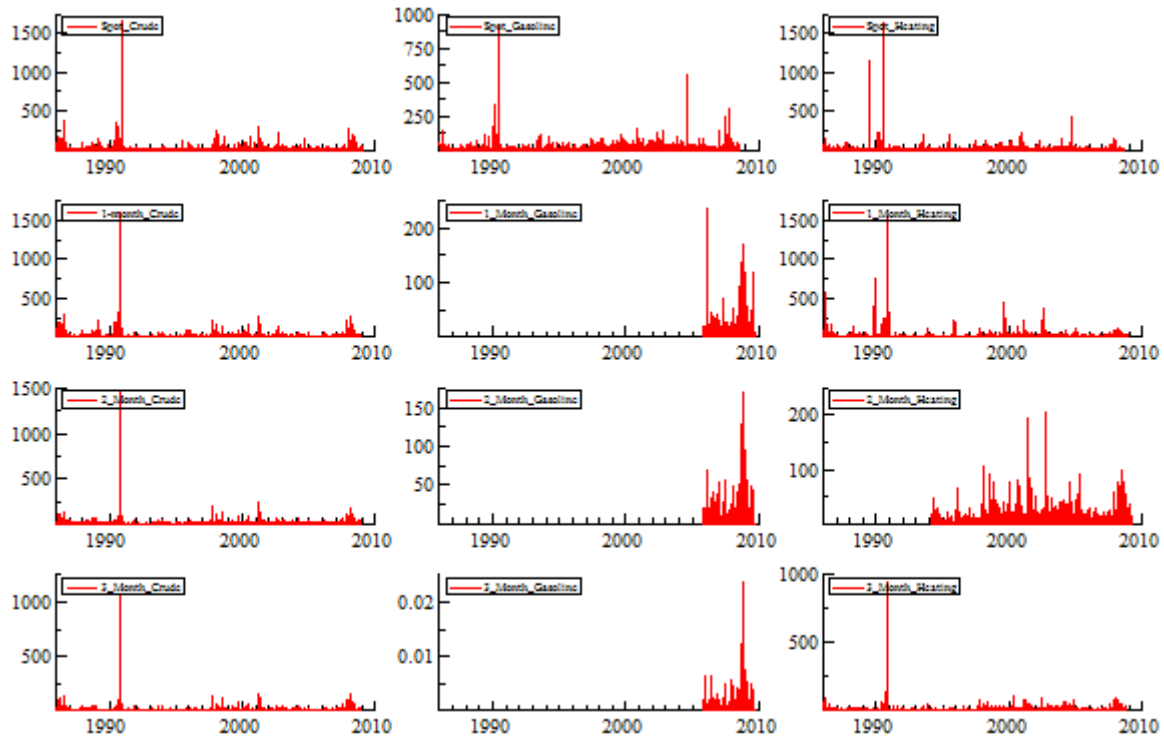 Spot_Crude Spot_Gasoline Spot_Heating
1500 1000 500
1000 750 500 250
1500 1000 500
1990 2000 2010 1990 2000 2010 1990 2000 2010
1-month_Crude 1_Month_Gasoline 1_Month_Heating
1500 1000 500
200 100
1500 1000 500
1990 2000 2010 1990 2000 2010 1990 2000 2010
2_Month_Crude 2_Month_Gasoline 2_Month_Heating
1500 1000 500
150 100 50
200 100
1990 2000 2010 1990 2000 2010 1990 2000 2010
3_Month_Crude 3_Month_Gasoline 3_Month_Heating
1000 500
0.02 0.01
1000 500
1990 2000 2010 1990 2000 2010 1990 2000 2010